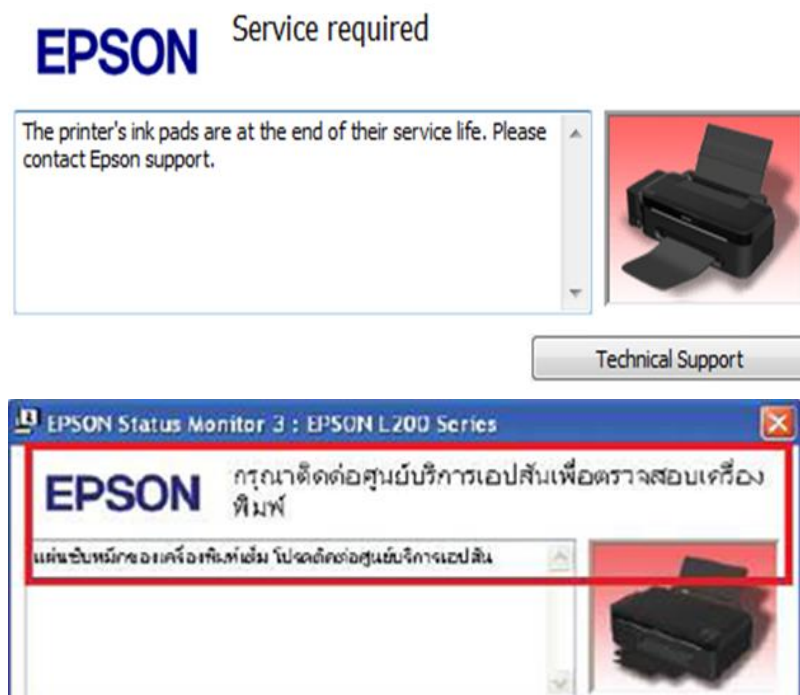 EPSON
Service required
The printer's ink pads are at the end of their service life. Please
contact Epson support.
Technical Support
EPSON Status Monitor 3 : EPSON L200 Series
EPSON
กรุณาติดต่อศูนย์บริการเอปสันเพื่อตรวจสอบเครื่อง
พิมพ์
แผ่นซับหมึกของเครื่องพิมพ์เต็ม โปรดติดต่อศูนย์บริการเอปสัน